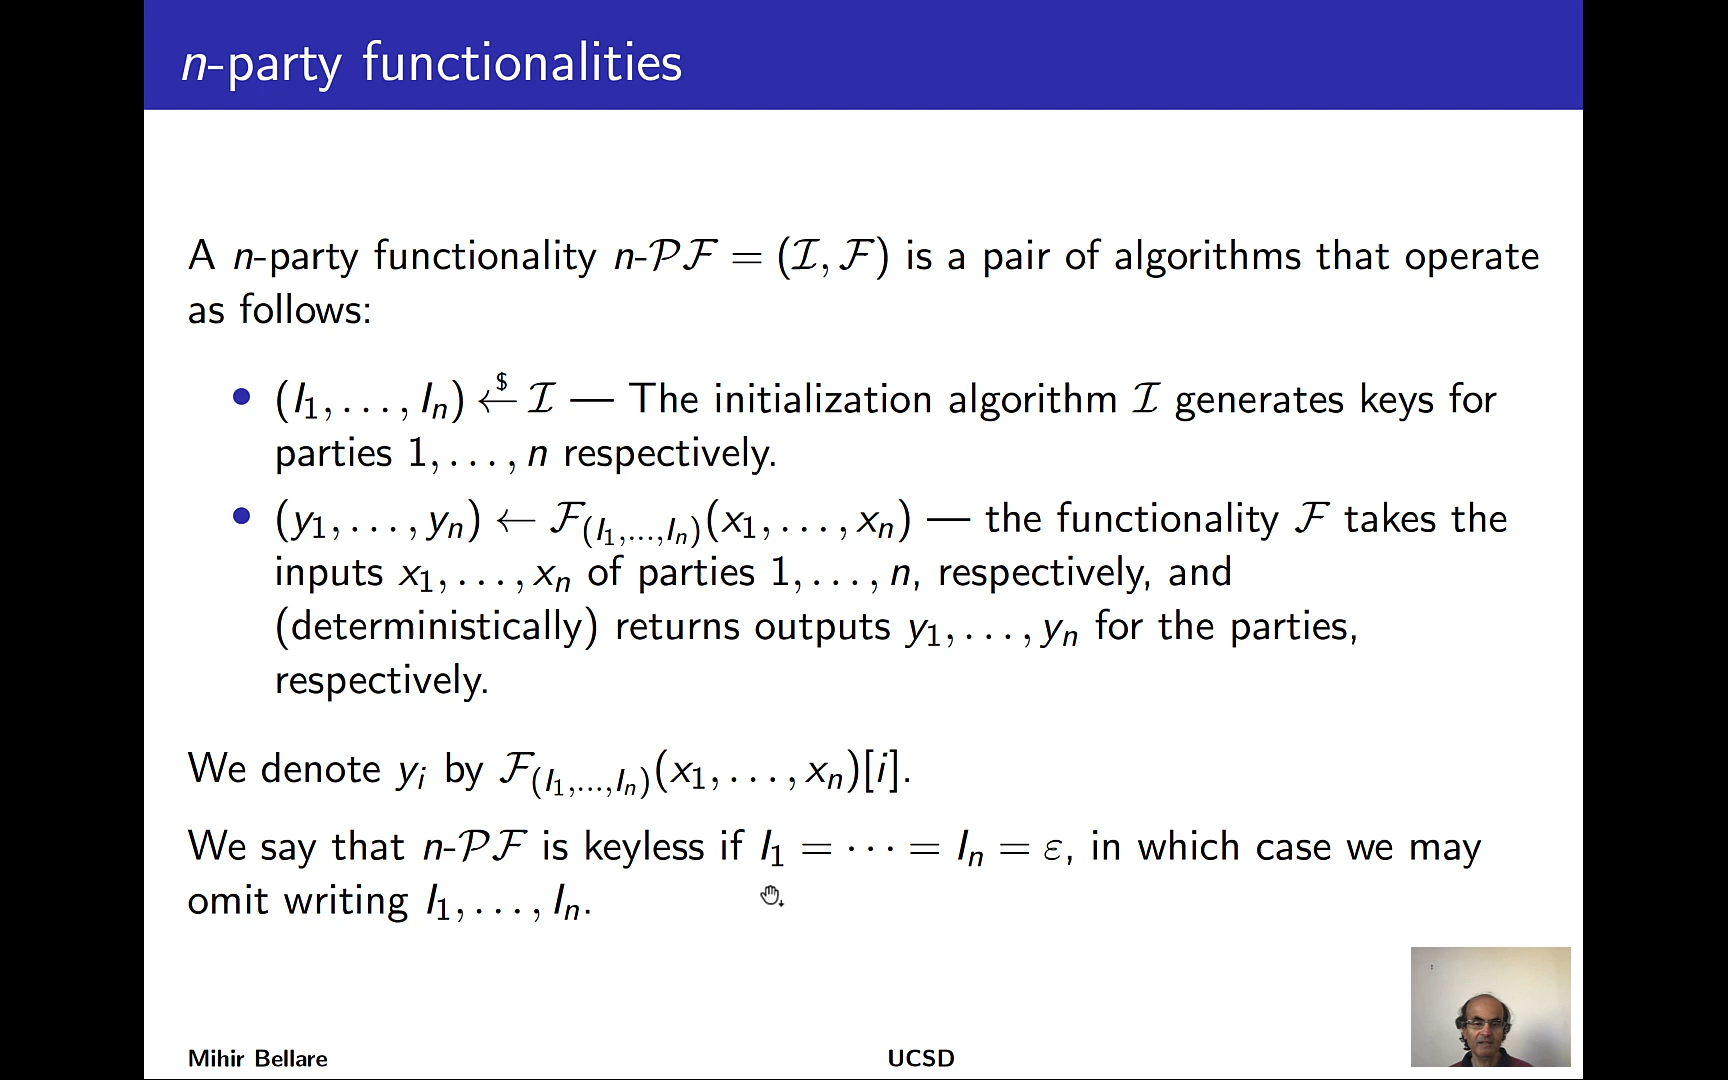 n-party functionalities
A n-party functionality n-𝒫ℱ = (ℐ, ℱ) is a pair of algorithms that operate
as follows:
• (I₁, . . . , Iₙ) ←$ ℐ — The initialization algorithm ℐ generates keys for
parties 1, . . . , n respectively.
• (y₁, . . . , yₙ) ← ℱ_(I₁,...,Iₙ)(x₁, . . . , xₙ) — the functionality ℱ takes the
inputs x₁, . . . , xₙ of parties 1, . . . , n, respectively, and
(deterministically) returns outputs y₁, . . . , yₙ for the parties,
respectively.
We denote yᵢ by ℱ_(I₁,...,Iₙ)(x₁, . . . , xₙ)[i].
We say that n-𝒫ℱ is keyless if I₁ = · · · = Iₙ = ε, in which case we may
omit writing I₁, . . . , Iₙ.
Mihir Bellare UCSD